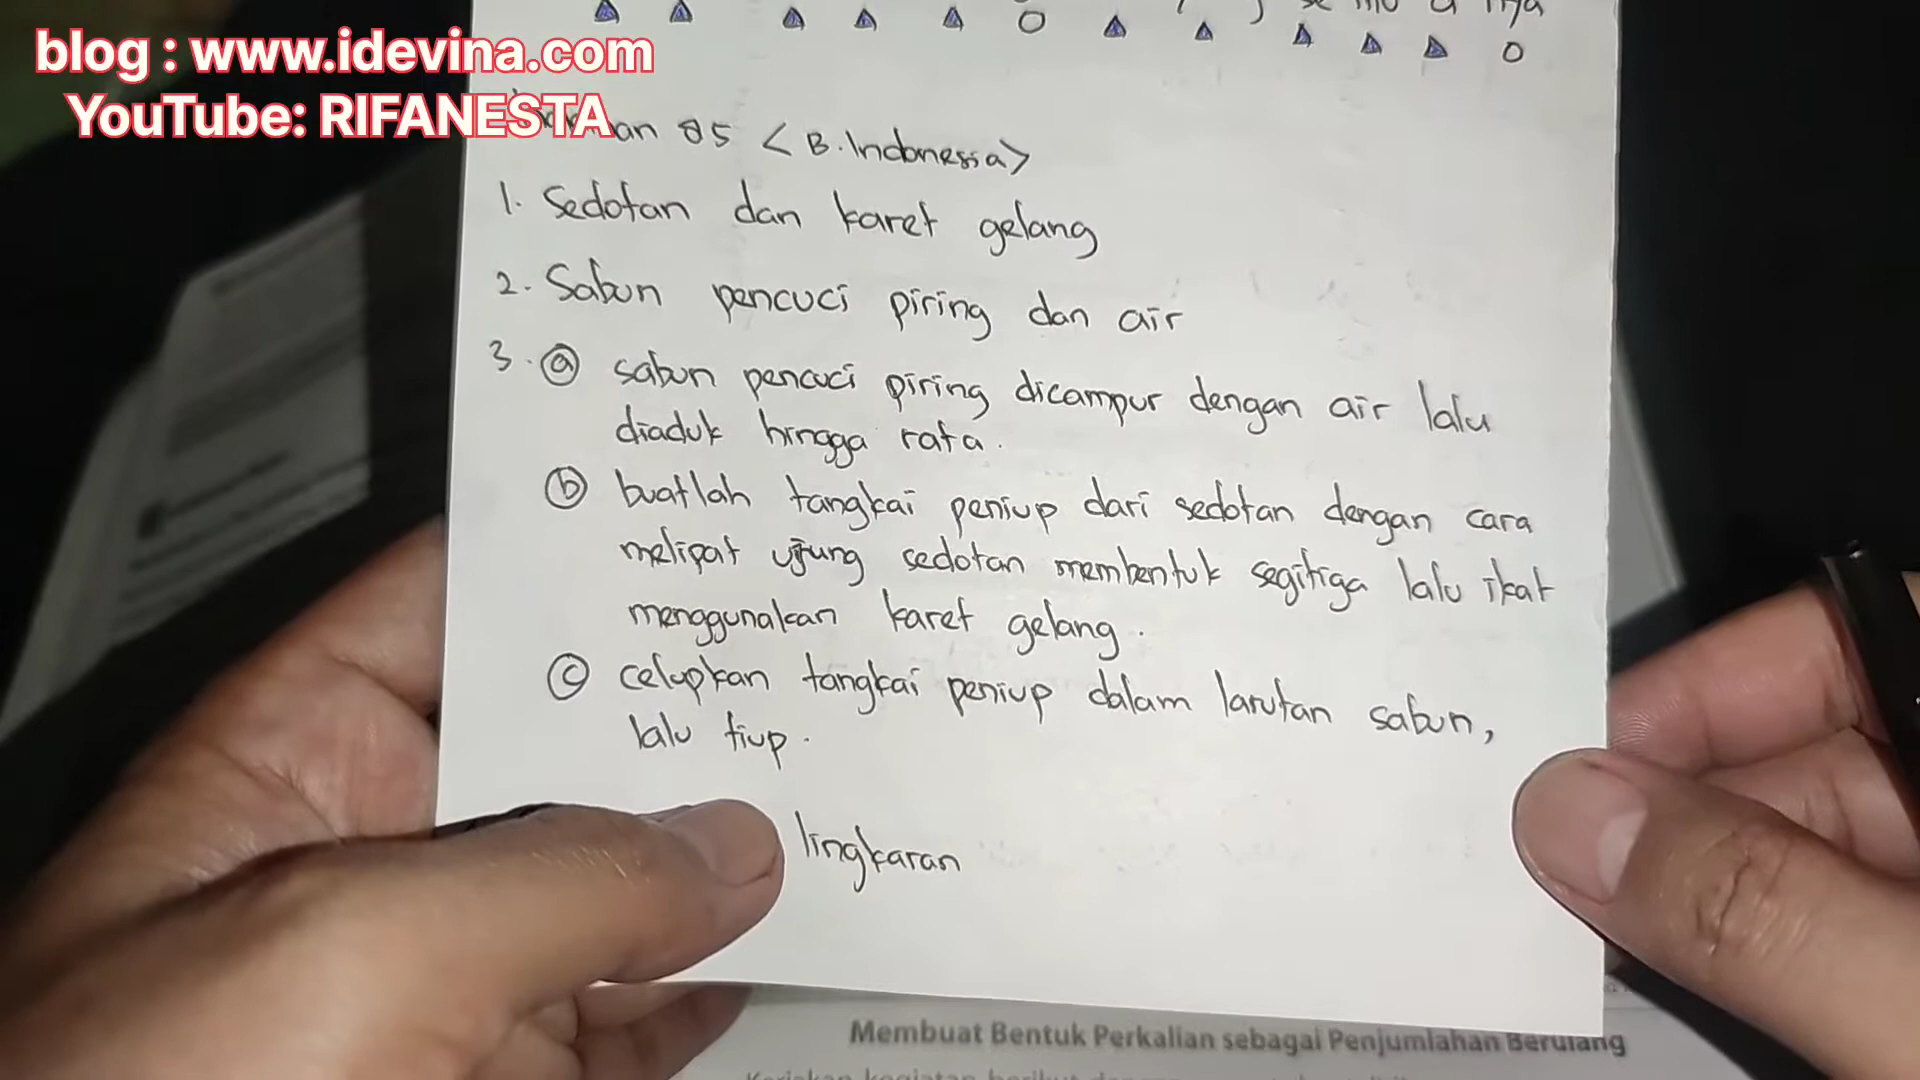 blog : www.idevina.com
YouTube: RIFANESTA
85 <B.Indonesia>
1. Sedotan dan karet gelang
2. Sabun pencuci piring dan air
3. a sabun pencuci piring dicampur dengan air lalu
diaduk hingga rata.
b buatlah tangkai peniup dari sedotan dengan cara
melipat ujung sedotan membentuk segitiga lalu ikat
menggunakan karet gelang.
c celupkan tangkai peniup dalam larutan sabun,
lalu tiup.
lingkaran
Membuat Bentuk Perkalian sebagai Penjumlahan Berulang